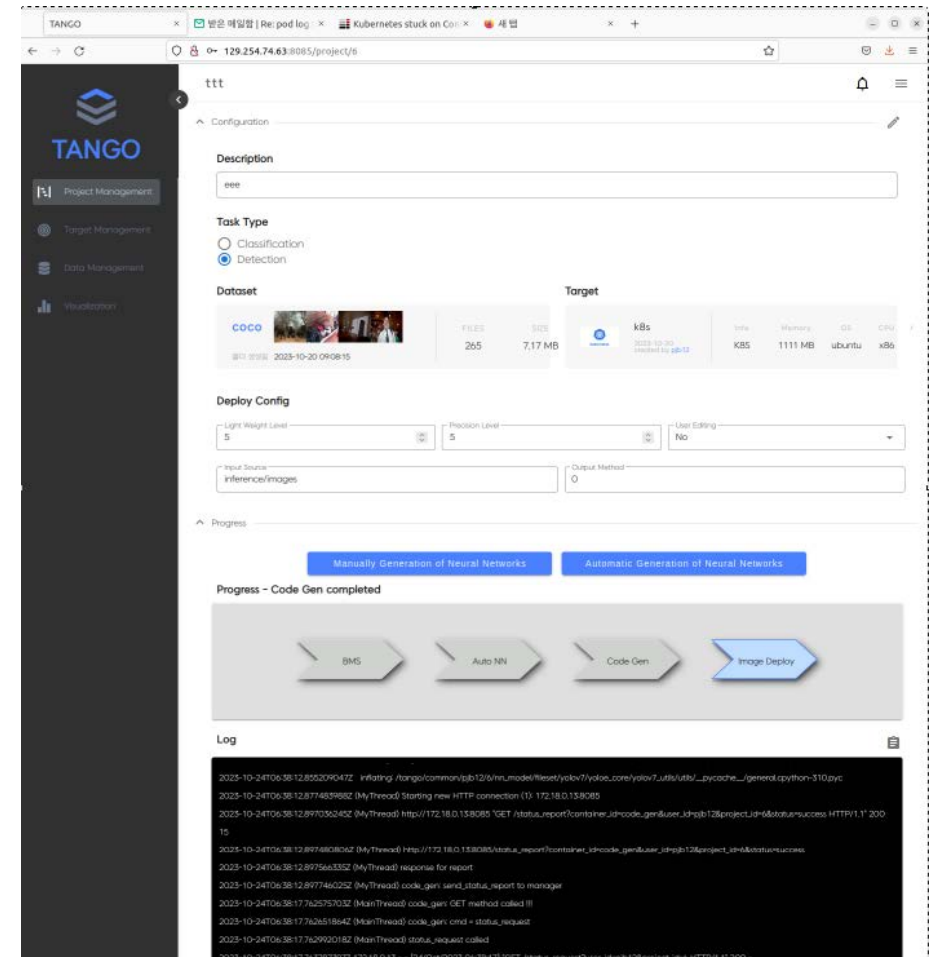 TANGO
받은 메일함 | Re: pod log
Kubernetes stuck on Con
새 탭
129.254.74.63:8085/project/6
ttt
TANGO
Configuration
Project Management
Target Management
Data Management
Visualization
Description
eee
Task Type
Classification
Detection
Dataset
Target
COCO
FILES
SIZE
265
7.17 MB
2023-10-20 09:08:15
k8s
2023-10-20
created by pjb12
Info
Memory
OS
CPU
K8S
1111 MB
ubuntu
x86
Deploy Config
Light Weight Level
5
Precision Level
5
User Editing
No
Input Source
inference/images
Output Method
0
Progress
Manually Generation of Neural Networks
Automatic Generation of Neural Networks
Progress - Code Gen completed
BMS
Auto NN
Code Gen
Image Deploy
Log
2023-10-24T06:38:12.855209047Z inflating: /tango/common/pjb12/6/nn_model/fileset/yolov7/yoloe_core/yolov7_utils/utils/__pycache__/general.cpython-310.pyc
2023-10-24T06:38:12.877483988Z (MyThread) Starting new HTTP connection (1): 172.18.0.13:8085
2023-10-24T06:38:12.897036245Z (MyThread) http://172.18.0.13:8085 "GET /status_report?container_id=code_gen&user_id=pjb12&project_id=6&status=success HTTP/1.1" 200
15
2023-10-24T06:38:12.897480806Z (MyThread) http://172.18.0.13:8085/status_report?container_id=code_gen&user_id=pjb12&project_id=6&status=success
2023-10-24T06:38:12.897566335Z (MyThread) response for report
2023-10-24T06:38:12.897746025Z (MyThread) code_gen: send_status_report to manager
2023-10-24T06:38:17.762575703Z (MainThread) code_gen: GET method called !!!
2023-10-24T06:38:17.762651864Z (MainThread) code_gen: cmd = status_request
2023-10-24T06:38:17.762992018Z (MainThread) status_request called